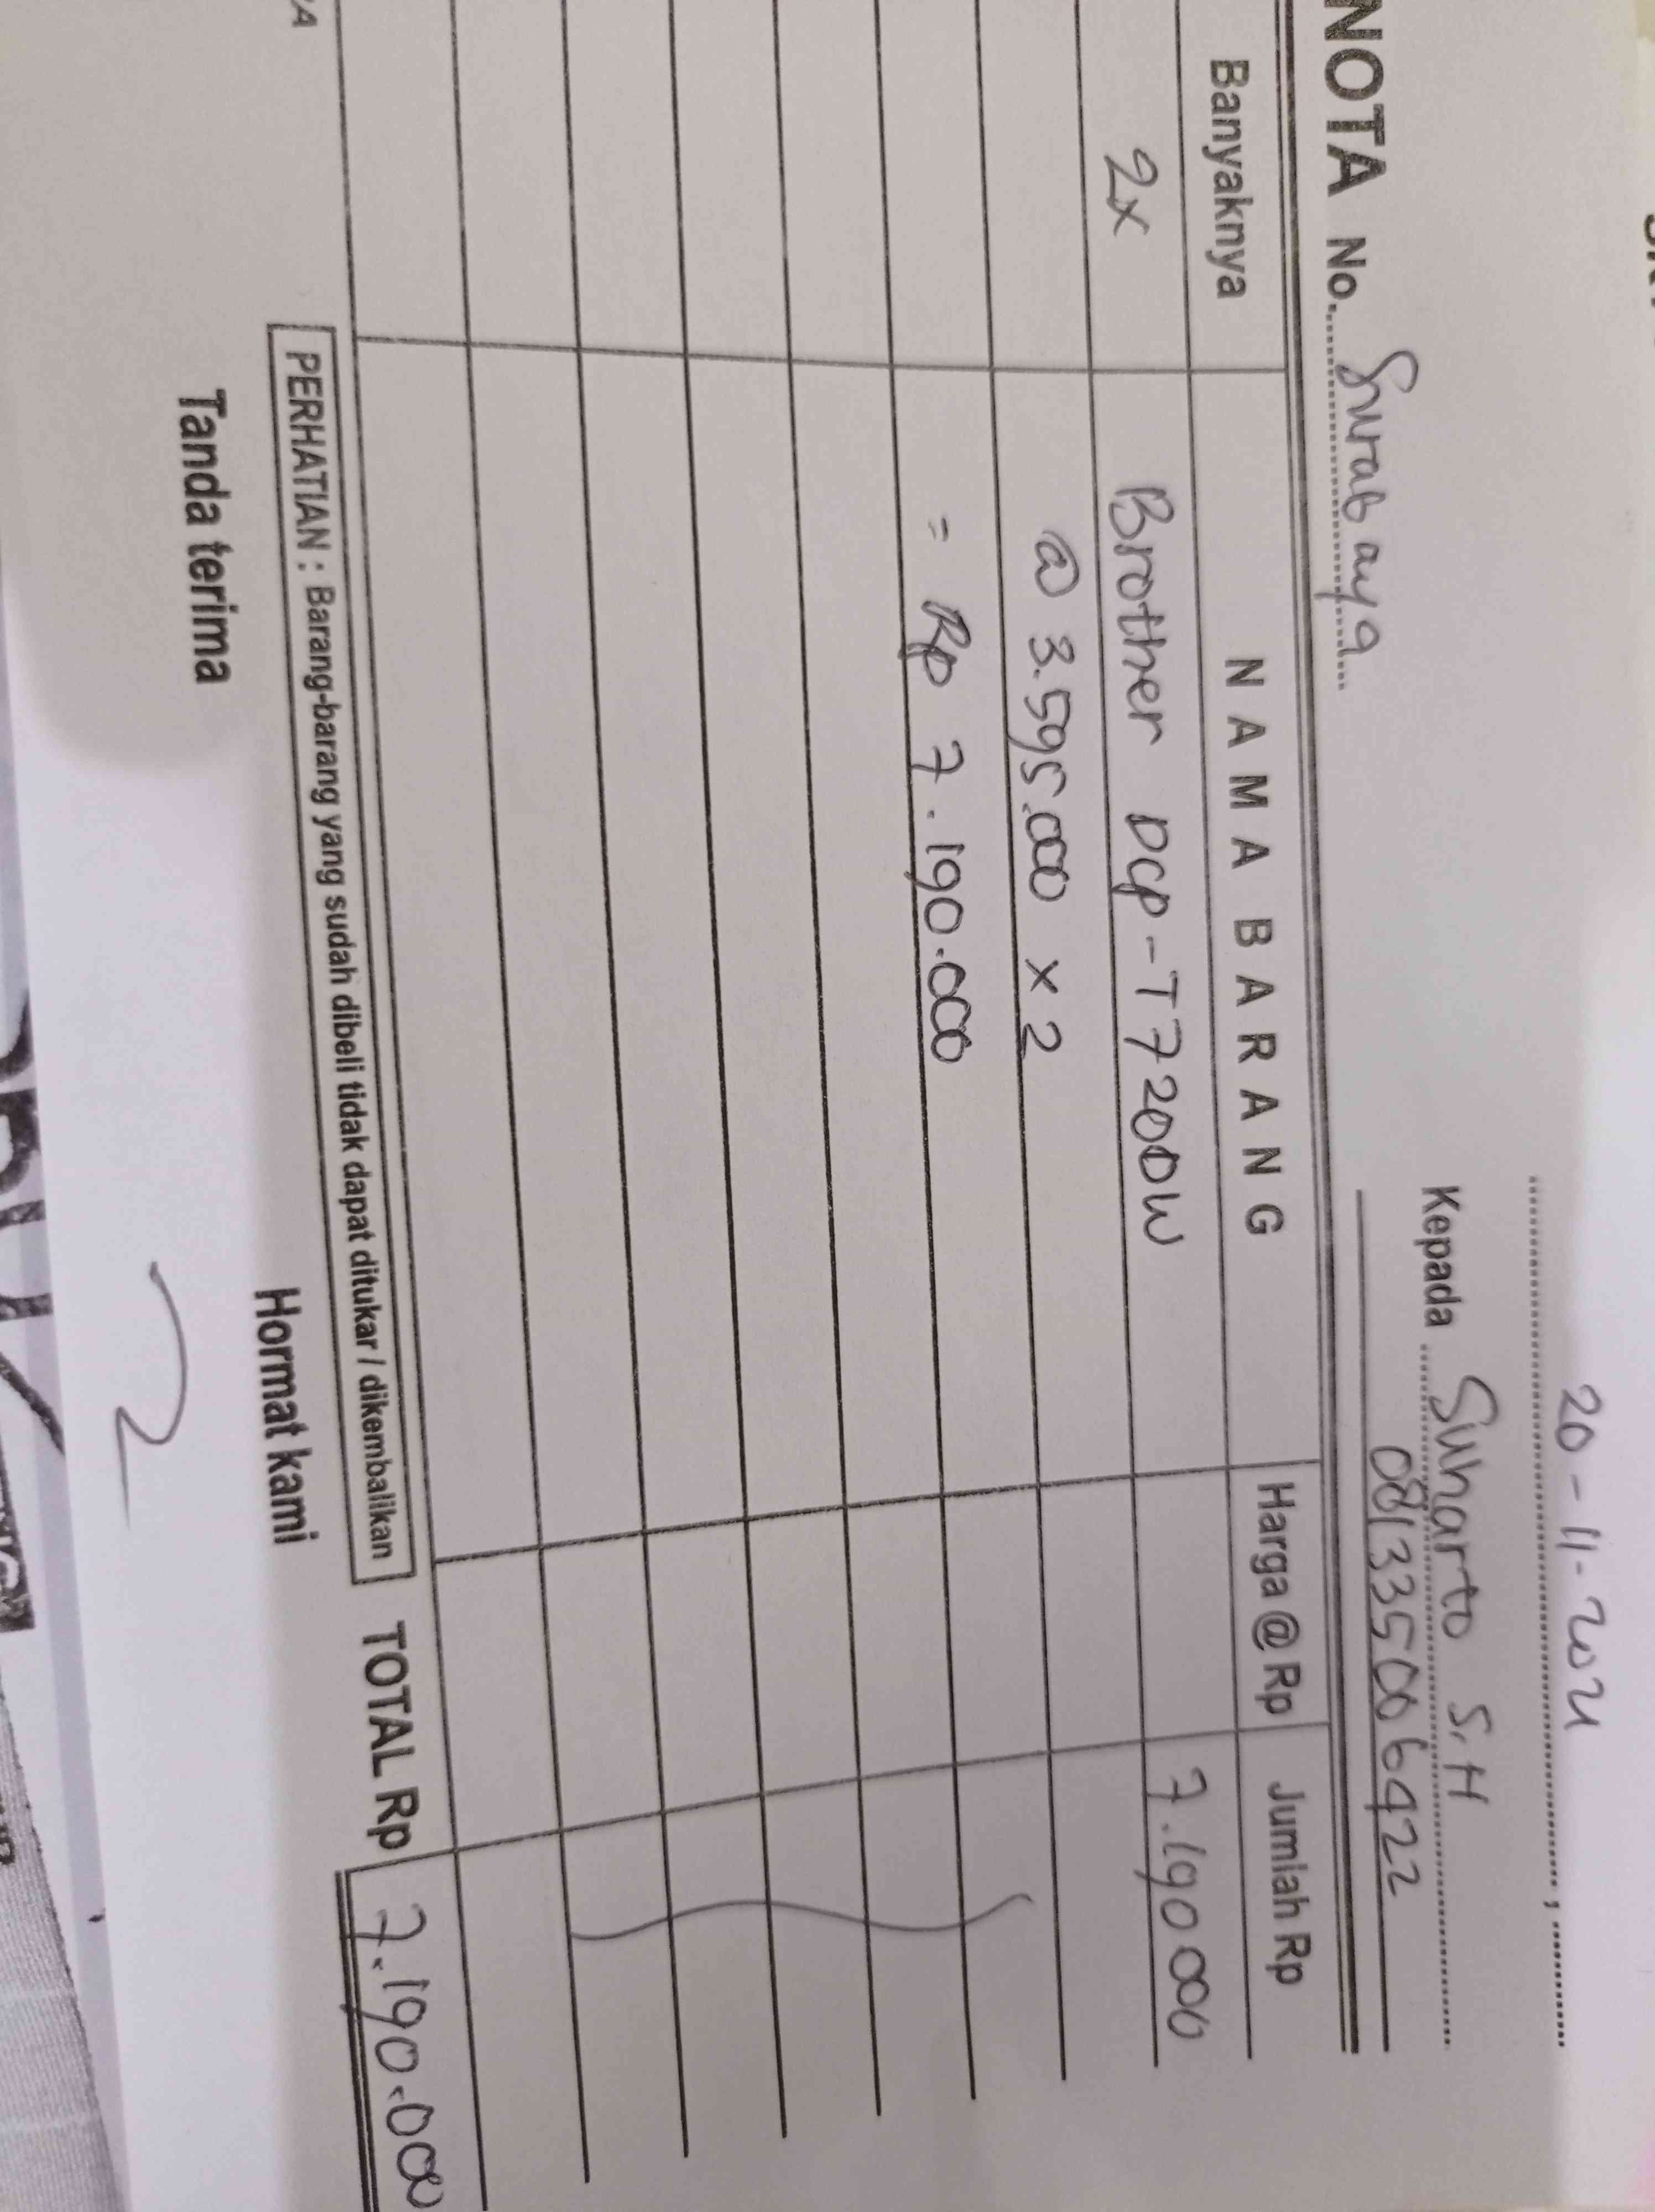 20-11-2024
Kepada Suharto S.H
081335006422
NOTA No. Surabaya
Banyaknya NAMA BARANG Harga @ Rp Jumlah Rp
2x Brother DCP-T720DW 7.190.000
@ 3.595.000 x 2
= Rp 7.190.000
PERHATIAN : Barang-barang yang sudah dibeli tidak dapat ditukar / dikembalikan
TOTAL Rp 7.190.000
Tanda terima Hormat kami